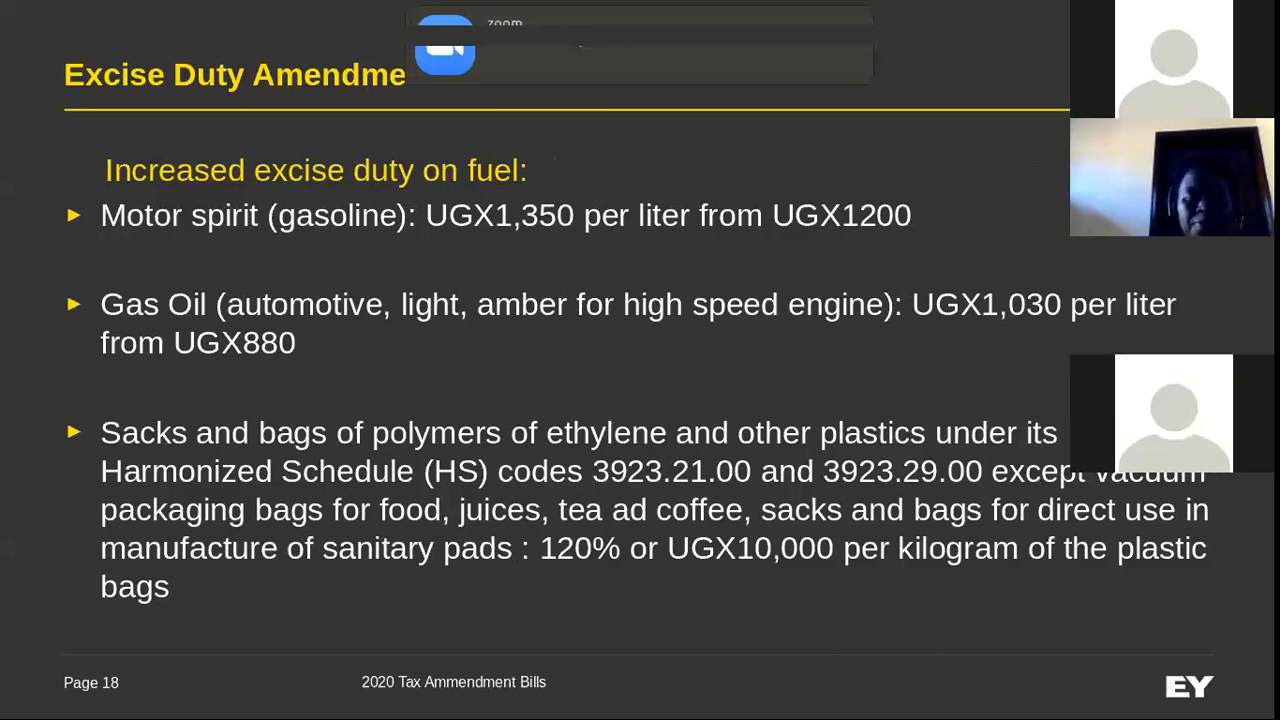 zoom
Excise Duty Amendme
Increased excise duty on fuel:
Motor spirit (gasoline): UGX1,350 per liter from UGX1200
Gas Oil (automotive, light, amber for high speed engine): UGX1,030 per liter
from UGX880
Sacks and bags of polymers of ethylene and other plastics under its
Harmonized Schedule (HS) codes 3923.21.00 and 3923.29.00 except vacuum
packaging bags for food, juices, tea ad coffee, sacks and bags for direct use in
manufacture of sanitary pads : 120% or UGX10,000 per kilogram of the plastic
bags
Page 18
2020 Tax Ammendment Bills
EY